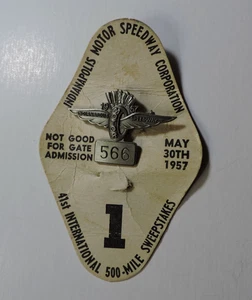 INDIANAPOLIS MOTOR SPEEDWAY CORPORATION
NOT GOOD
FOR GATE
ADMISSION
566
MAY
30TH
1957
1
41st INTERNATIONAL 500-MILE SWEEPSTAKES